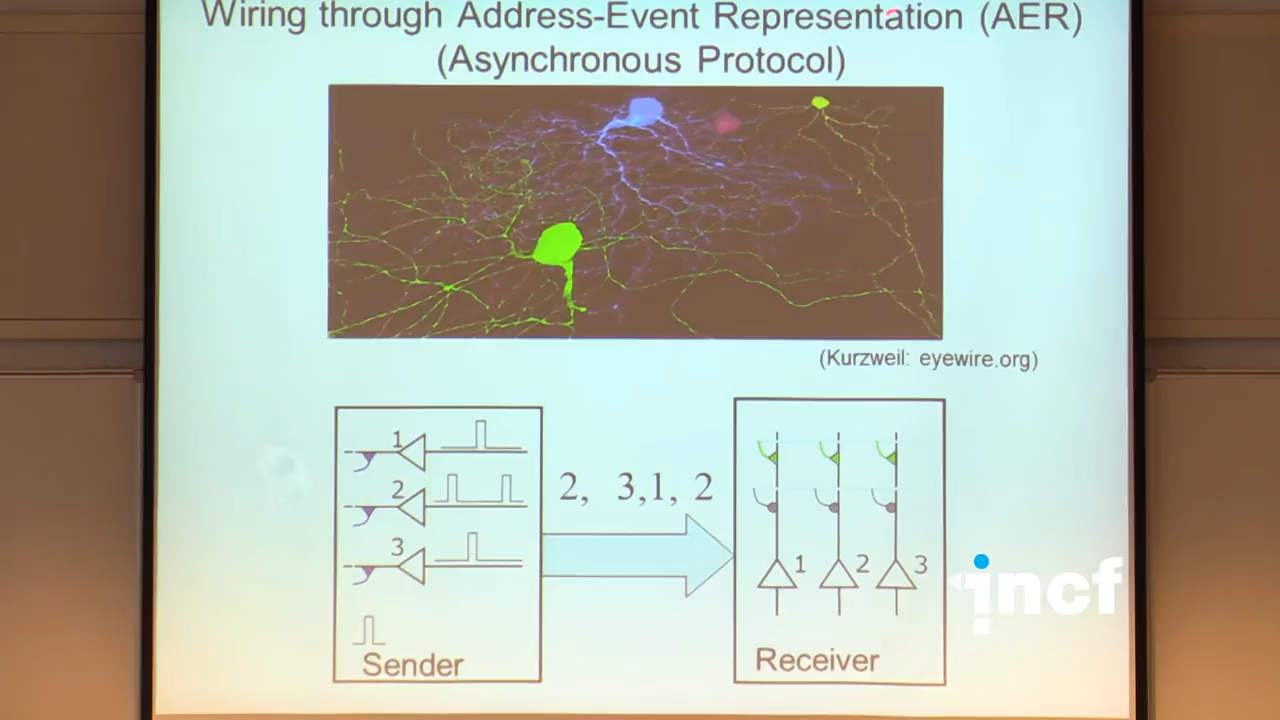 Wiring through Address-Event Representation (AER)
(Asynchronous Protocol)
(Kurzweil: eyewire.org)
1
2
3
Sender
2, 3,1, 2
1 2 3
Receiver
incf